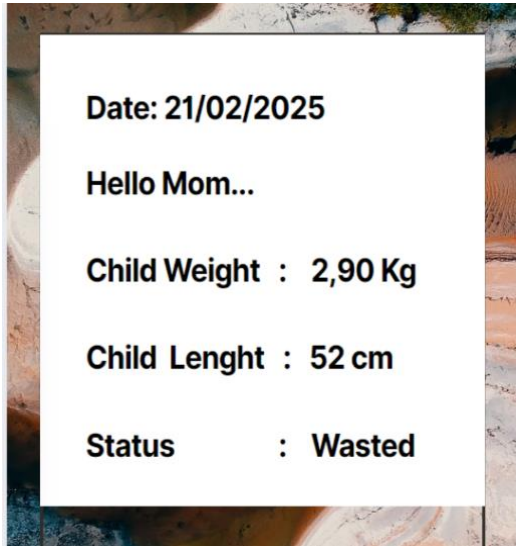 Date: 21/02/2025
Hello Mom...
Child Weight : 2,90 Kg
Child Lenght : 52 cm
Status : Wasted